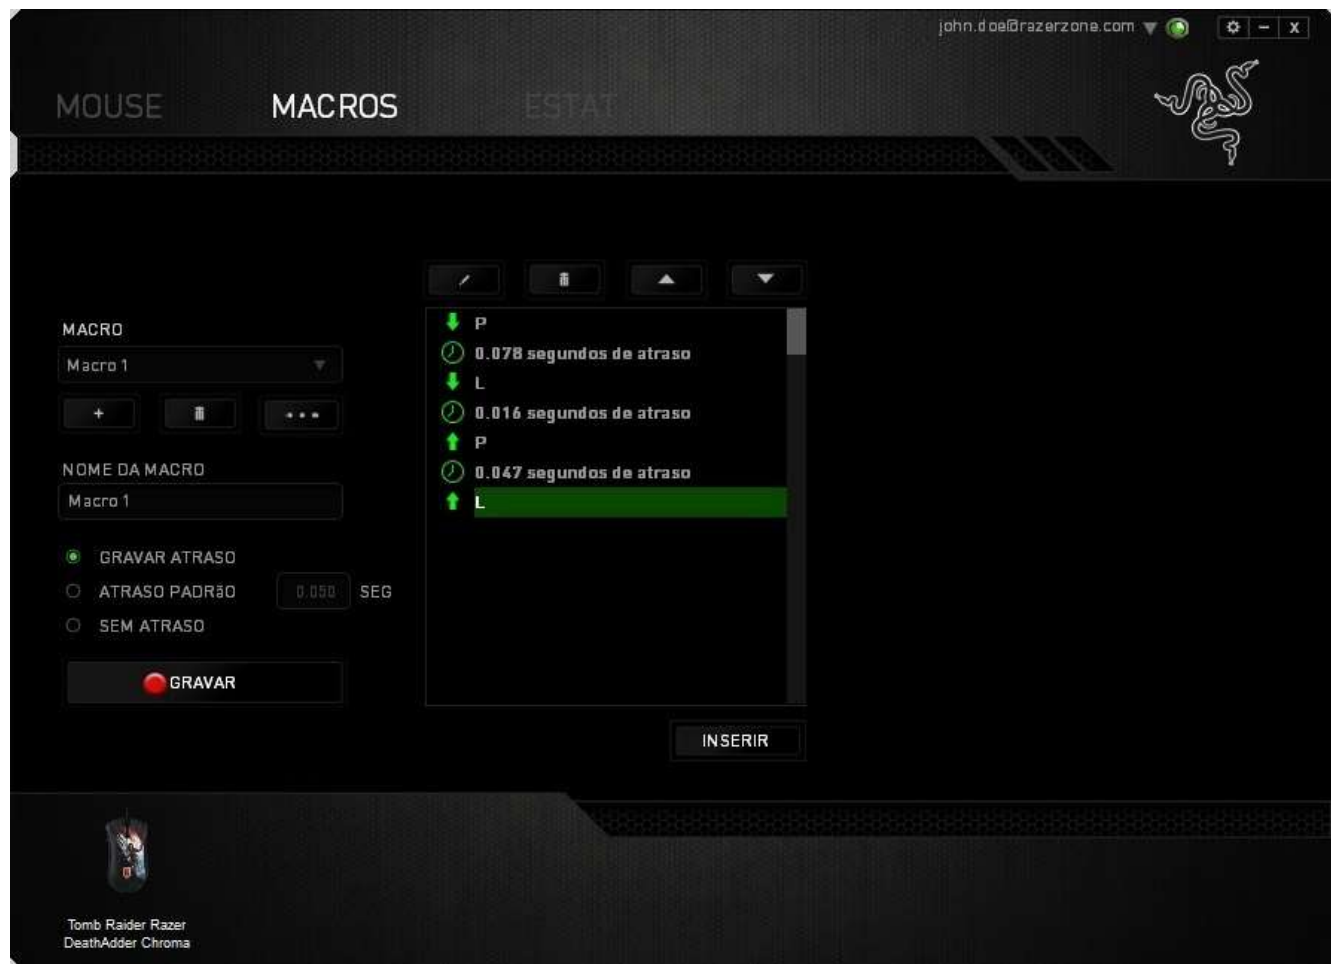 john.doe@razerzone.com
MOUSE MACROS ESTAT
MACRO
Macro 1
NOME DA MACRO
Macro 1
GRAVAR ATRASO
ATRASO PADRãO 0.050 SEG
SEM ATRASO
GRAVAR
P
0.078 segundos de atraso
L
0.016 segundos de atraso
P
0.047 segundos de atraso
L
INSERIR
Tomb Raider Razer
DeathAdder Chroma